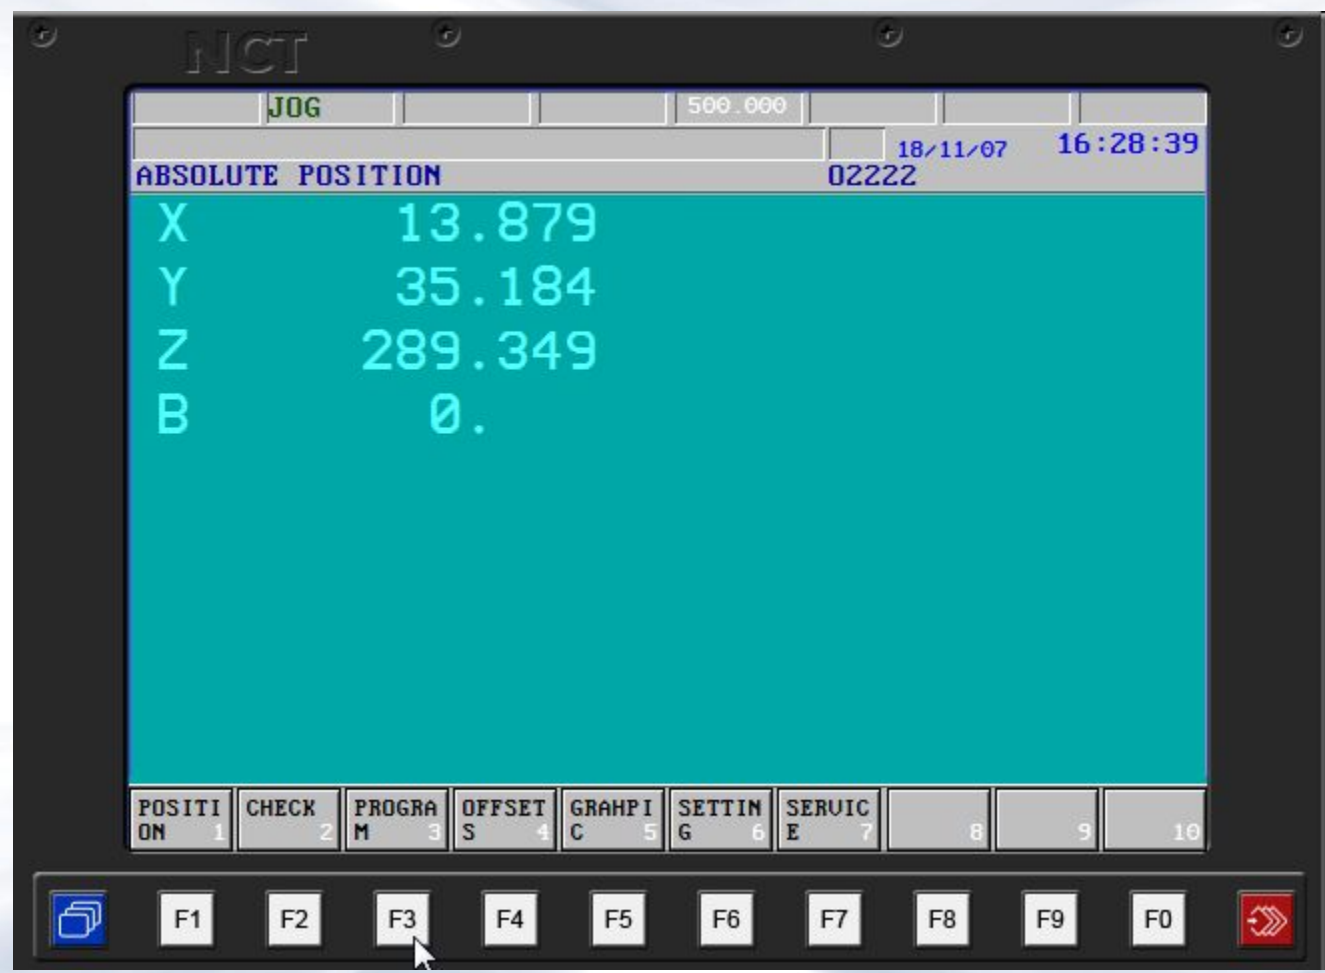 NCT
JOG 500.000
18/11/07 16:28:39
ABSOLUTE POSITION O2222
X 13.879
Y 35.184
Z 289.349
B 0.
POSITI CHECK PROGRA OFFSET GRAHPI SETTIN SERVIC
ON 1 2 M 3 S 4 C 5 G 6 E 7 8 9 10
F1 F2 F3 F4 F5 F6 F7 F8 F9 F0